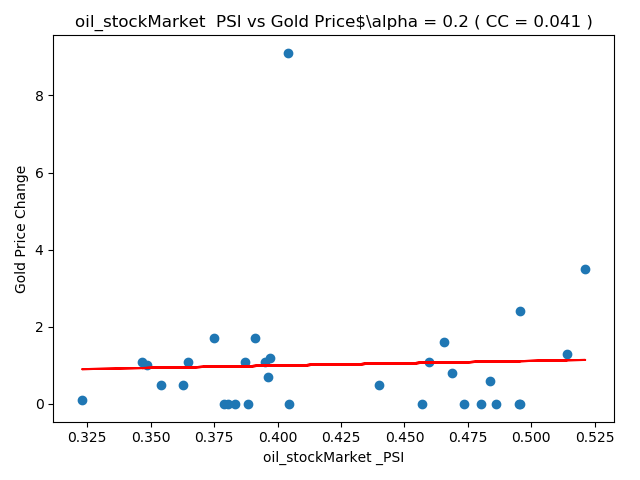 oil_stockMarket  PSI vs Gold Price$\alpha = 0.2 ( CC = 0.041 )
Gold Price Change
8
6
4
2
0
0.325 0.350 0.375 0.400 0.425 0.450 0.475 0.500 0.525
oil_stockMarket _PSI